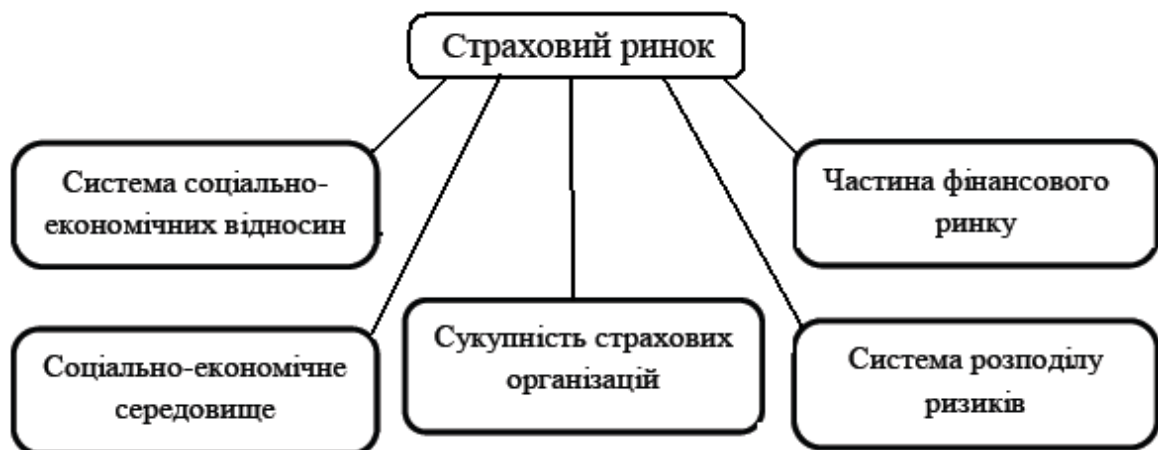 Страховий ринок
Система соціально-
економічних відносин
Частина фінансового
ринку
Соціально-економічне
середовище
Сукупність страхових
організацій
Система розподілу
ризиків